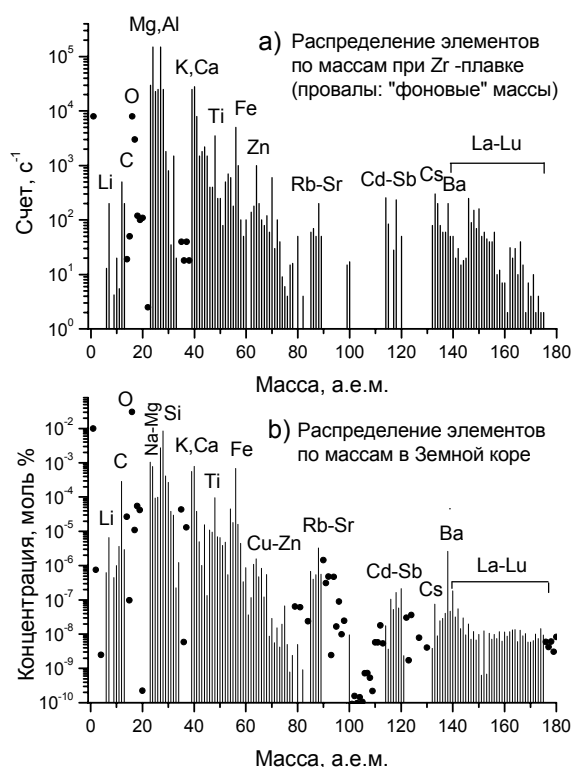 Mg,Al
a) Распределение элементов
по массам при Zr -плавке
(провалы: "фоновые" массы)
K,Ca
O
Ti
Fe
Zn
C
Li
Rb-Sr
Cd-Sb
Cs
Ba
La-Lu
10⁵
10⁴
10³
10²
10¹
10⁰
Счет, с⁻¹
0 20 40 60 80 100 120 140 160 180
Масса, а.е.м.
O
Na-Mg
Si
b) Распределение элементов
по массам в Земной коре
C
K,Ca
Fe
Li
Ti
Cu-Zn
Rb-Sr
Cd-Sb
Cs
Ba
La-Lu
10⁻²
10⁻³
10⁻⁴
10⁻⁵
10⁻⁶
10⁻⁷
10⁻⁸
10⁻⁹
10⁻¹⁰
Концентрация, моль %
0 20 40 60 80 100 120 140 160 180
Масса, а.е.м.